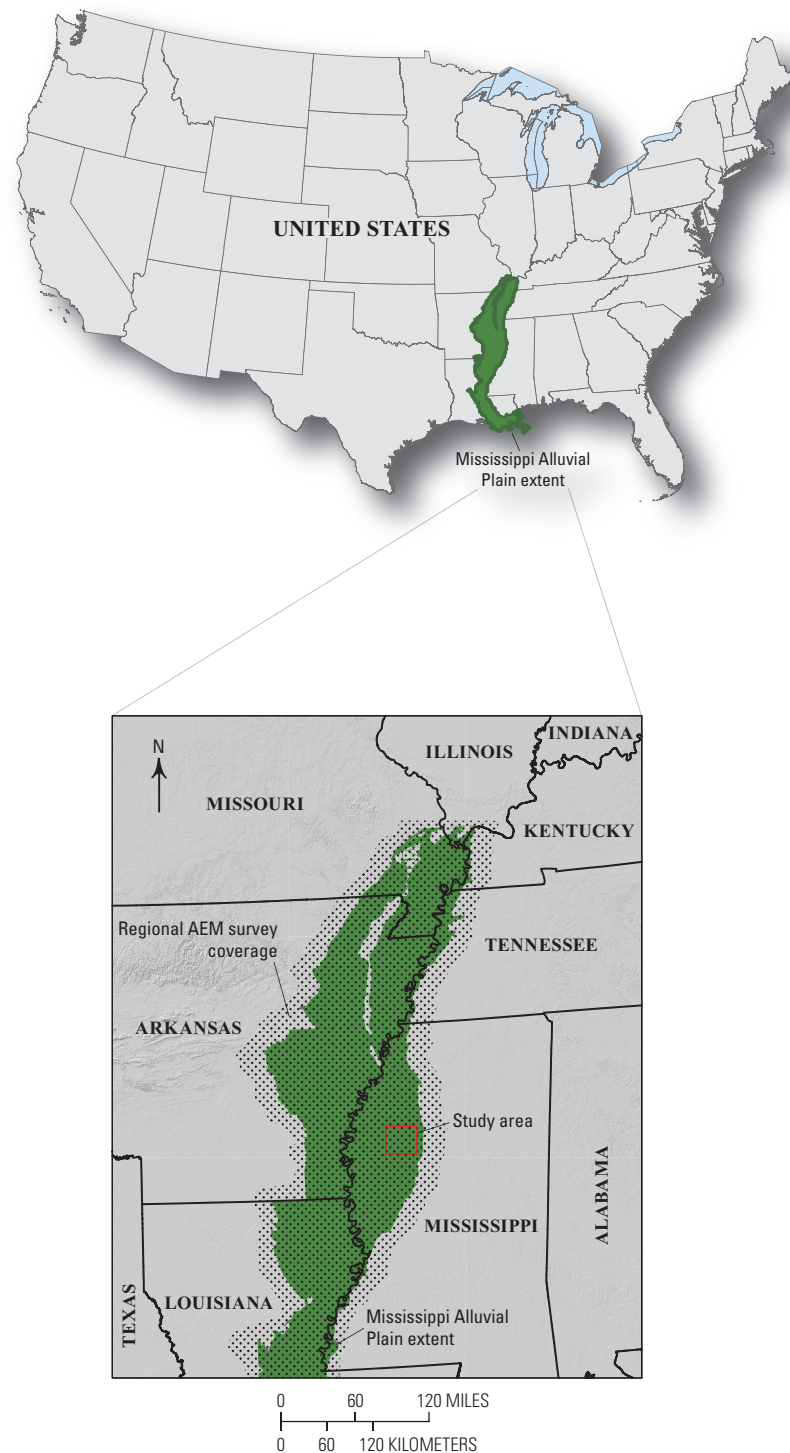 UNITED STATES
Mississippi Alluvial
Plain extent
N
ILLINOIS
INDIANA
MISSOURI
KENTUCKY
Regional AEM survey
coverage
TENNESSEE
ARKANSAS
Study area
MISSISSIPPI
ALABAMA
TEXAS
LOUISIANA
Mississippi Alluvial
Plain extent
0 60 120 MILES
0 60 120 KILOMETERS